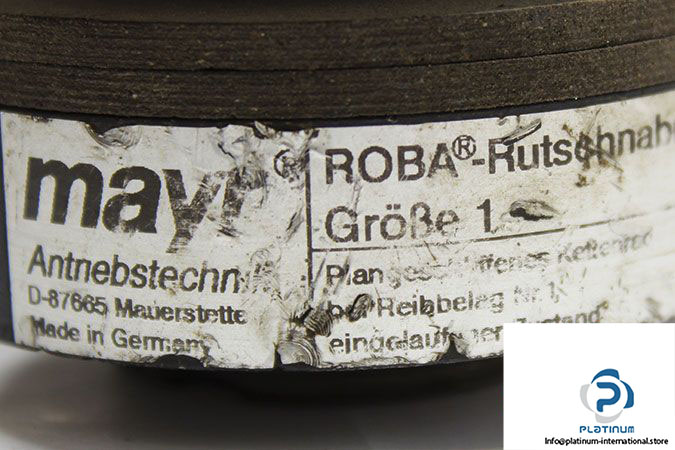 mayr®
Antriebstechnik
D-87665 Mauerstette
Made in Germany
ROBA®-Rutschnabe
Größe 1
Plangeschliffenes Kettenrad
bei Reibbelag Nr.1,
eingelaufener Zustand
PLATINUM
Info@platinum-international.store